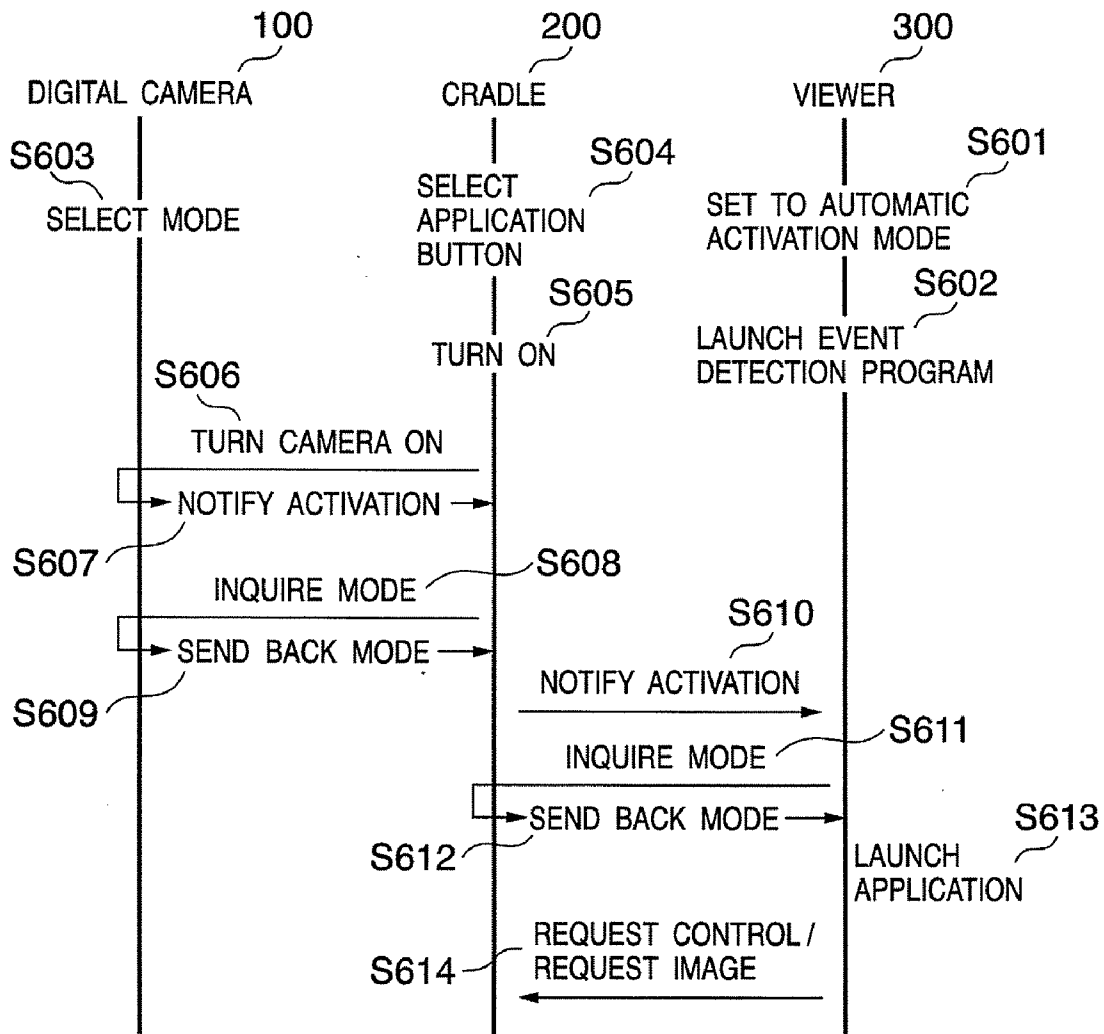 100
200
300
DIGITAL CAMERA
CRADLE
VIEWER
S603
S604
S601
SELECT MODE
SELECT
APPLICATION
BUTTON
SET TO AUTOMATIC
ACTIVATION MODE
S605
S602
TURN ON
LAUNCH EVENT
DETECTION PROGRAM
S606
TURN CAMERA ON
NOTIFY ACTIVATION
S607
S608
INQUIRE MODE
S610
SEND BACK MODE
S609
NOTIFY ACTIVATION
S611
INQUIRE MODE
SEND BACK MODE
S613
S612
LAUNCH
APPLICATION
REQUEST CONTROL/
REQUEST IMAGE
S614